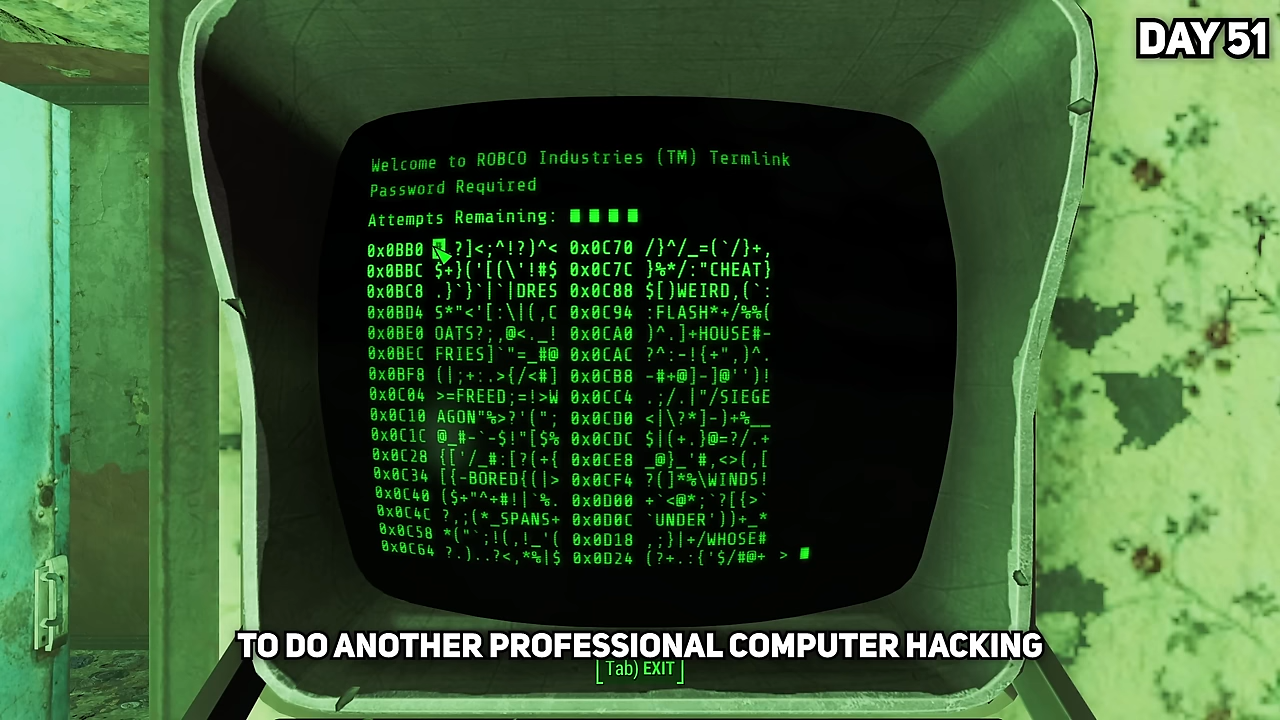 DAY 51
Welcome to ROBCO Industries (TM) Termlink
Password Required
Attempts Remaining: ■ ■ ■ ■
0x0BB0 #.?]<;^!?)^< 0x0C70 /}^/_=(`/}+,
0x0BBC $+}('[(\'!#$ 0x0C7C }%*/:"CHEAT}
0x0BC8 .}`}`|`|DRES 0x0C88 $[)WEIRD,(`:
0x0BD4 S*"<'[:\|(,C 0x0C94 :FLASH*+/%%(
0x0BE0 OATS?;,@<._! 0x0CA0 )^.]+HOUSE#-
0x0BEC FRIES]`"=_#@ 0x0CAC ?^:-!{+",)^.
0x0BF8 (|;+:.>{/<#] 0x0CB8 -#+@]-]@'')!
0x0C04 >=FREED;=!>W 0x0CC4 .;/.|"/SIEGE
0x0C10 AGON"%>?'("; 0x0CD0 <|\?*]-)+%__
0x0C1C @_#-`-$!"[$% 0x0CDC $|(+.}@=?/.+
0x0C28 {['/_#:[?(+{ 0x0CE8 _@}_'#,<>(,[
0x0C34 [{-BORED{(|> 0x0CF4 ?(]*%\WINDS!
0x0C40 ($+"^+#!|`%. 0x0D00 +`<@*;`?[{>`
0x0C4C ?,;(*_SPANS+ 0x0D0C `UNDER'))+_*
0x0C58 *("`;!(,!_'( 0x0D18 ,;}|+/WHOSE#
0x0C64 ?.)..?<,*%|$ 0x0D24 (?+.:{'$/#@+ > ■
TO DO ANOTHER PROFESSIONAL COMPUTER HACKING
[Tab) EXIT]